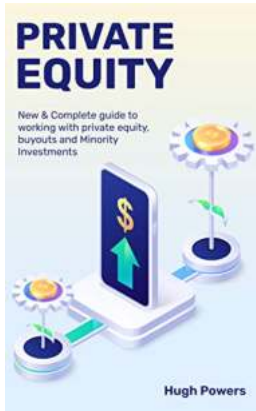 PRIVATE
EQUITY
New & Complete guide to
working with private equity,
buyouts and Minority
Investments
$
Hugh Powers